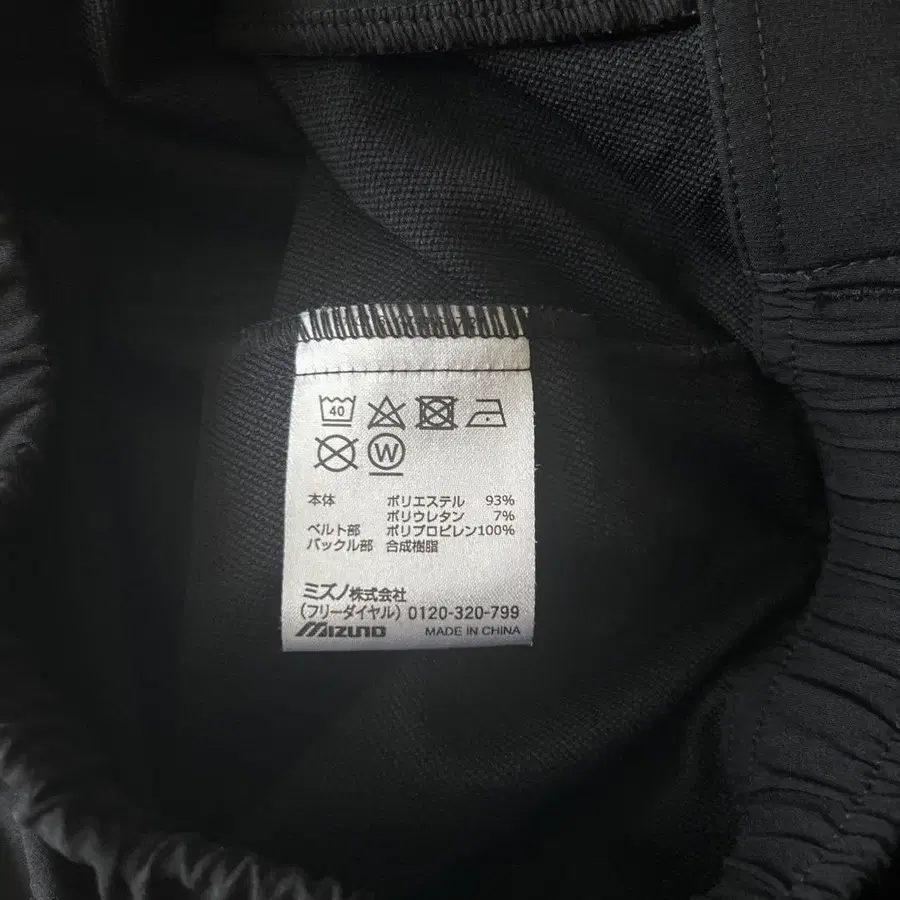 40
W
本体 ポリエステル 93%
ポリウレタン 7%
ベルト部 ポリプロピレン100%
バックル部 合成樹脂
ミズノ株式会社
(フリーダイヤル) 0120-320-799
MIZUNO MADE IN CHINA